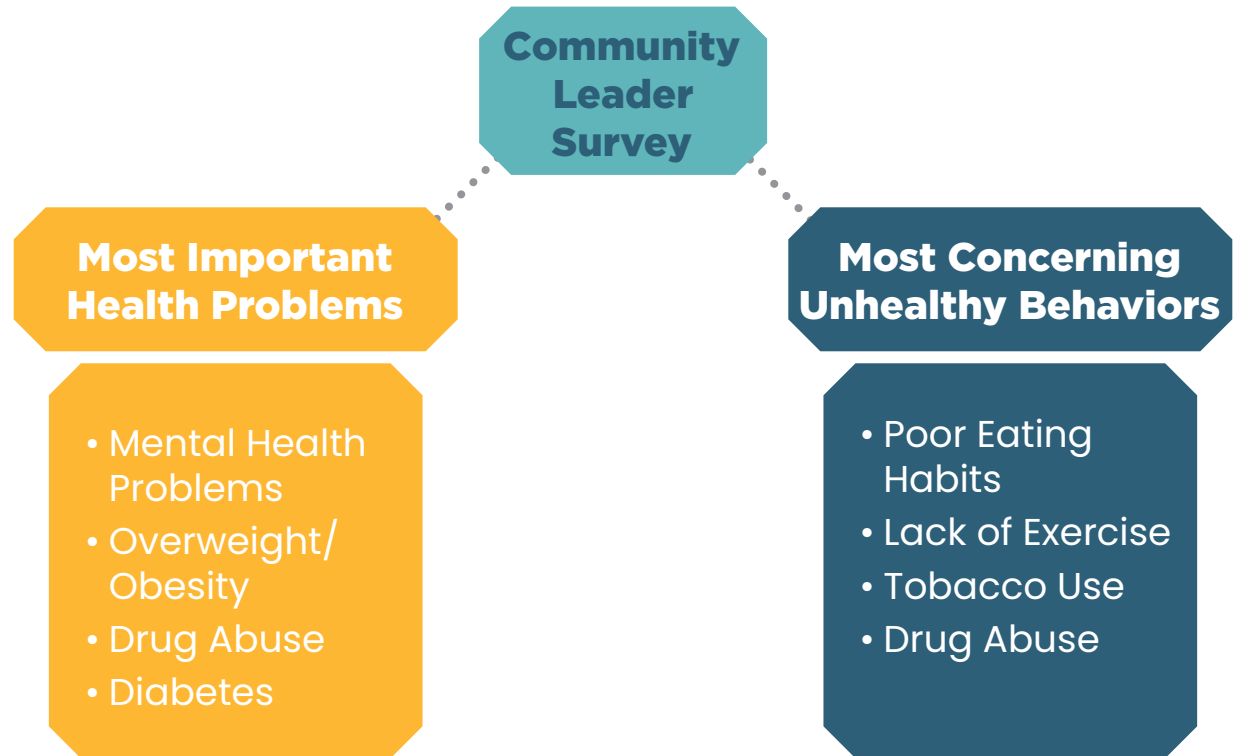 Community
Leader
Survey
Most Important
Health Problems
• Mental Health
Problems
• Overweight/
Obesity
• Drug Abuse
• Diabetes
Most Concerning
Unhealthy Behaviors
• Poor Eating
Habits
• Lack of Exercise
• Tobacco Use
• Drug Abuse